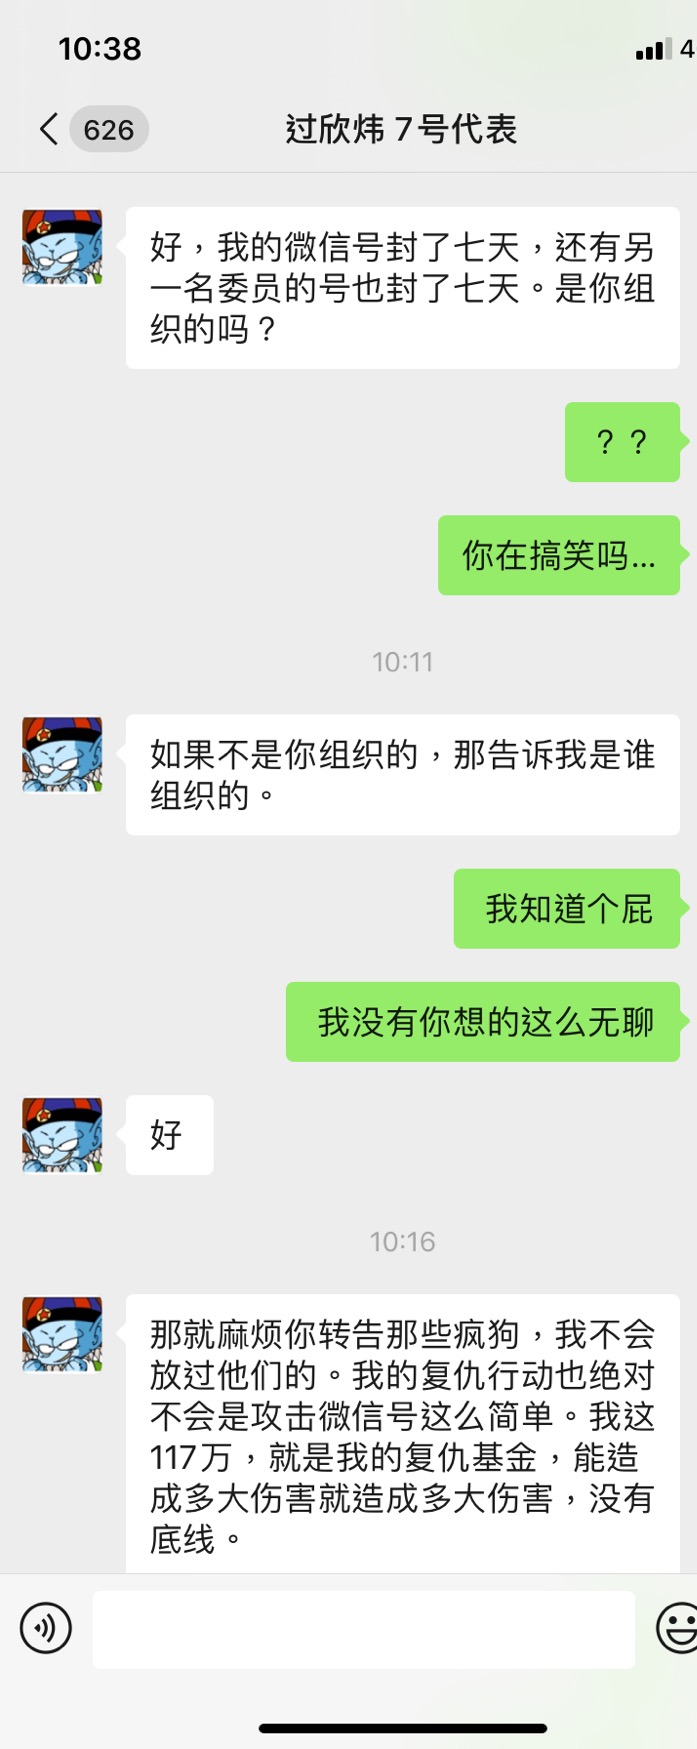 10:38
4
626
过欣炜 7号代表
好，我的微信号封了七天，还有另
一名委员的号也封了七天。是你组
织的吗？
？？
你在搞笑吗...
10:11
如果不是你组织的，那告诉我是谁
组织的。
我知道个屁
我没有你想的这么无聊
好
10:16
那就麻烦你转告那些疯狗，我不会
放过他们的。我的复仇行动也绝对
不会是攻击微信号这么简单。我这
117万，就是我的复仇基金，能造
成多大伤害就造成多大伤害，没有
底线。